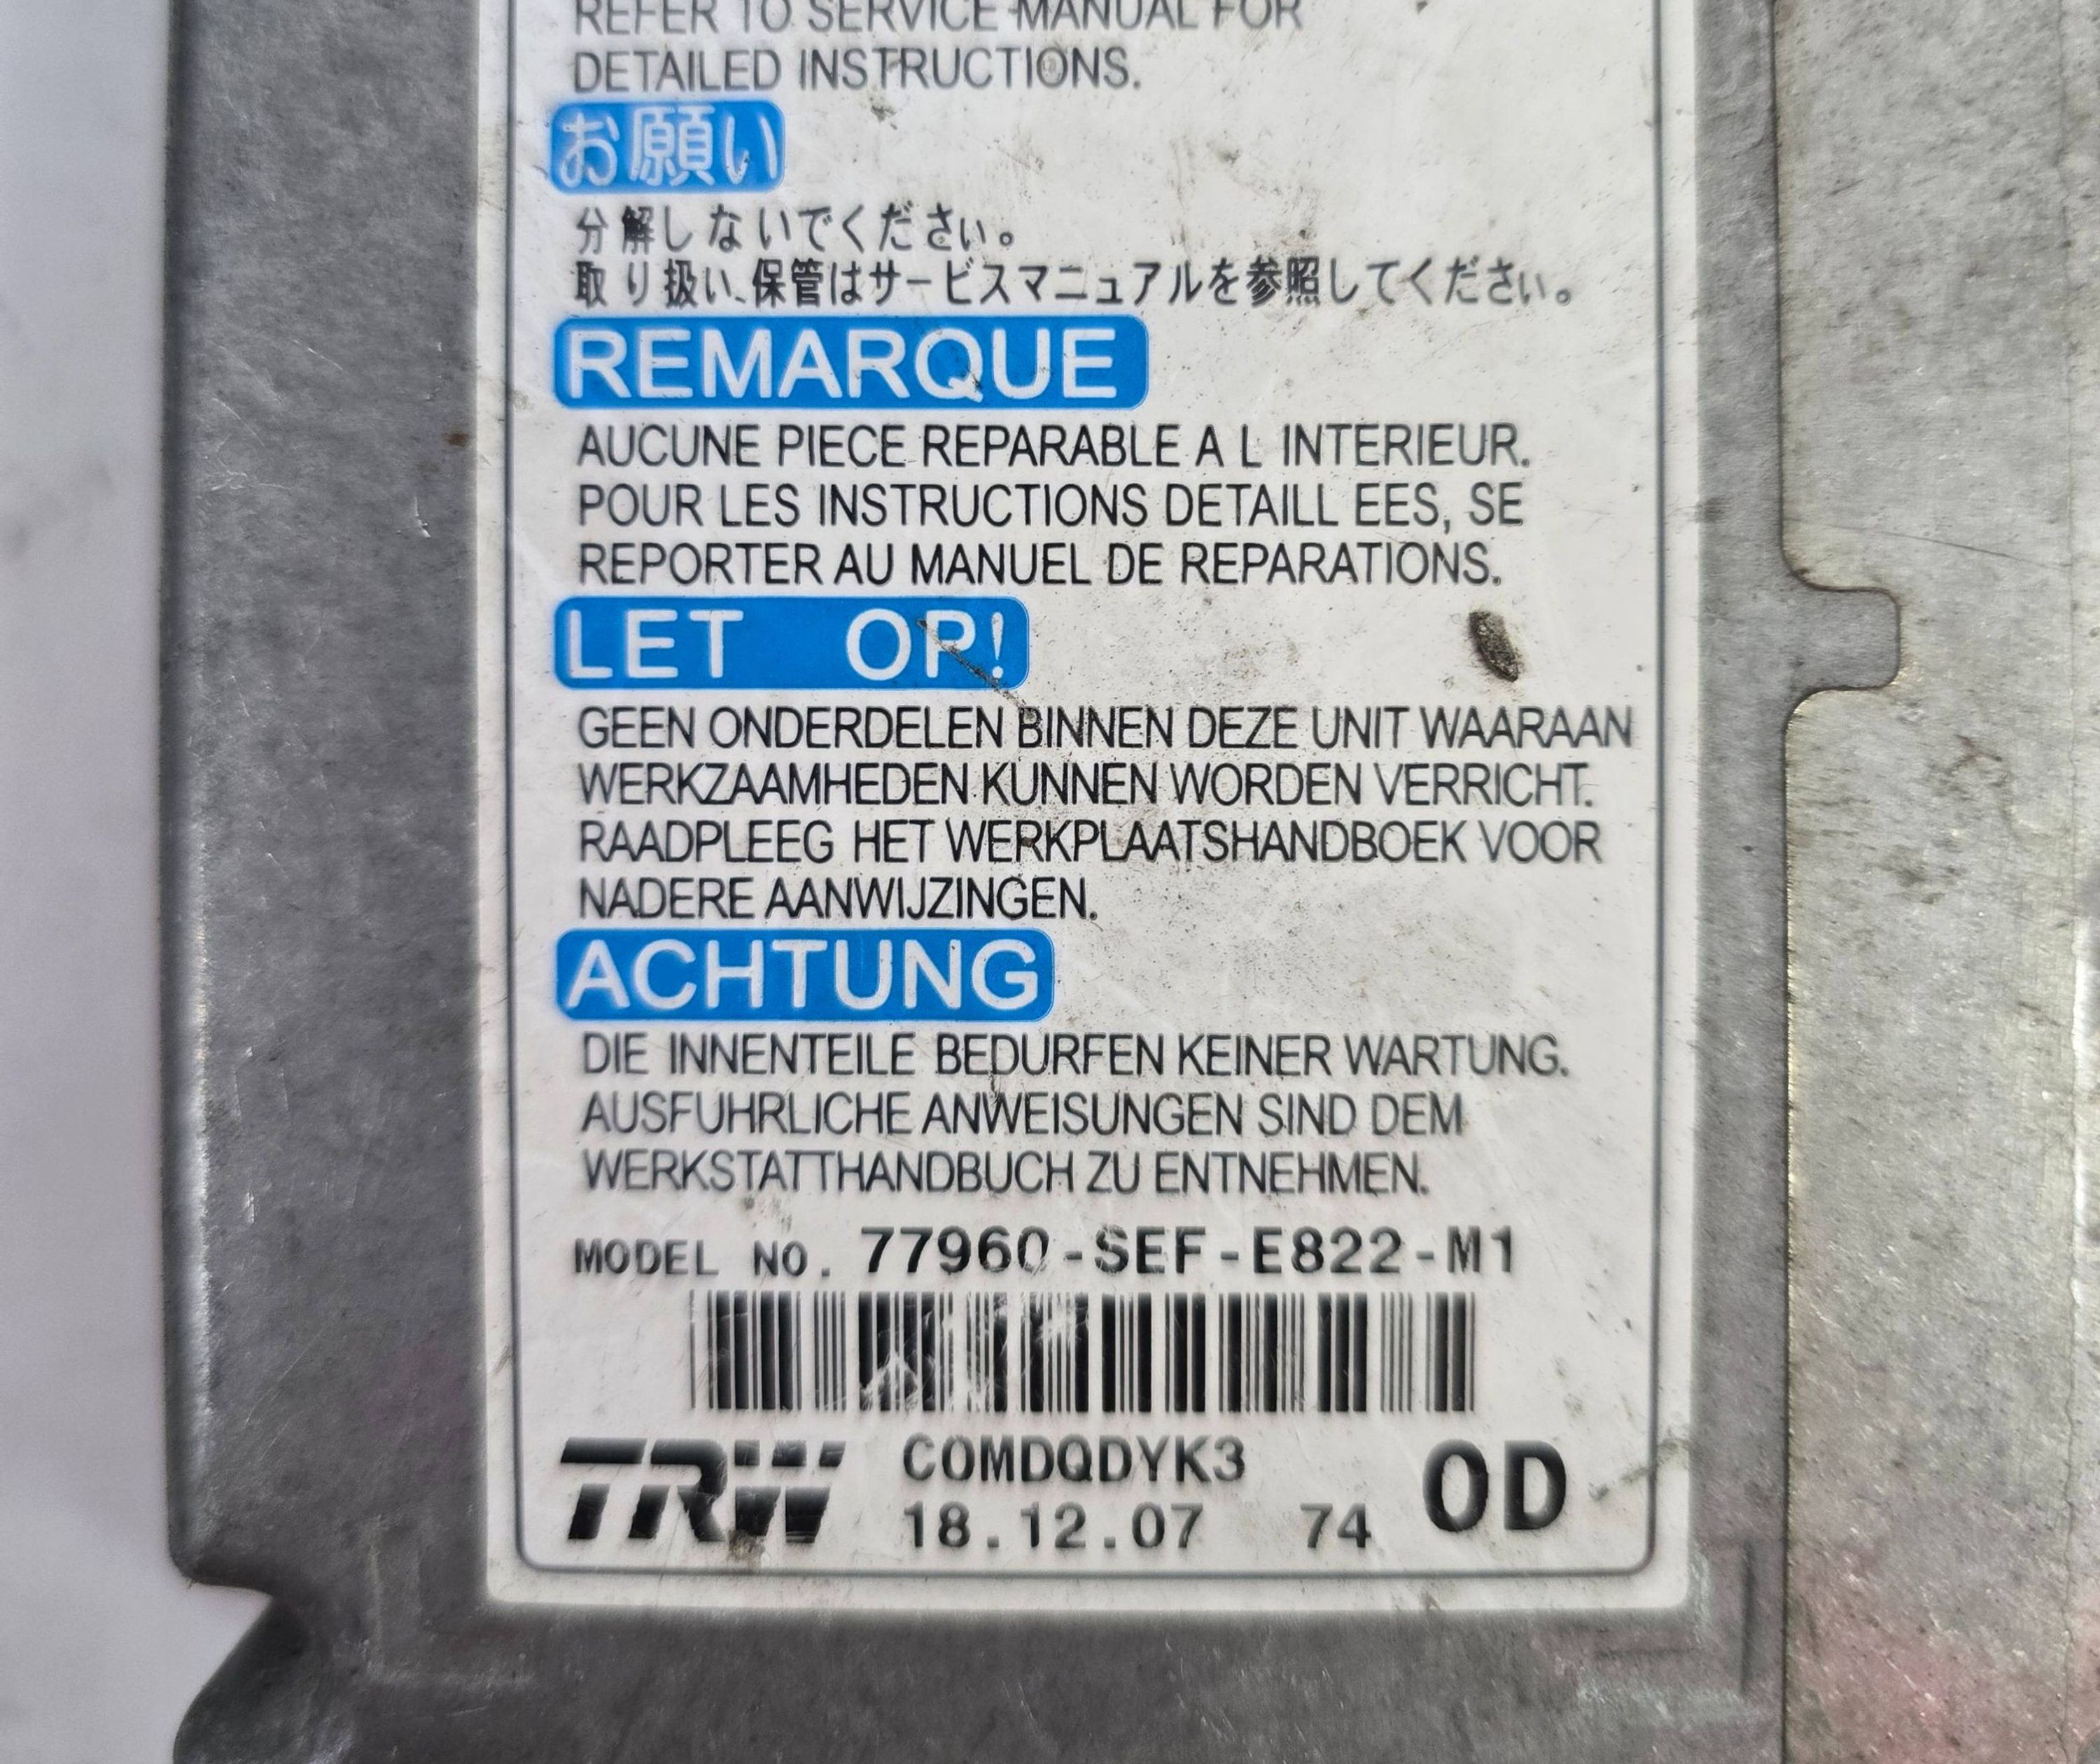 REFER TO SERVICE MANUAL FOR
DETAILED INSTRUCTIONS.
お願い
分解しないでください。
取り扱い、保管はサービスマニュアルを参照してください。
REMARQUE
AUCUNE PIECE REPARABLE A L INTERIEUR.
POUR LES INSTRUCTIONS DETAILL EES, SE
REPORTER AU MANUEL DE REPARATIONS.
LET OP!
GEEN ONDERDELEN BINNEN DEZE UNIT WAARAAN
WERKZAAMHEDEN KUNNEN WORDEN VERRICHT.
RAADPLEEG HET WERKPLAATSHANDBOEK VOOR
NADERE AANWIJZINGEN.
ACHTUNG
DIE INNENTEILE BEDURFEN KEINER WARTUNG.
AUSFUHRLICHE ANWEISUNGEN SIND DEM
WERKSTATTHANDBUCH ZU ENTNEHMEN.
MODEL NO. 77960-SEF-E822-M1
TRW C0MDQDYK3
18.12.07 74 0D